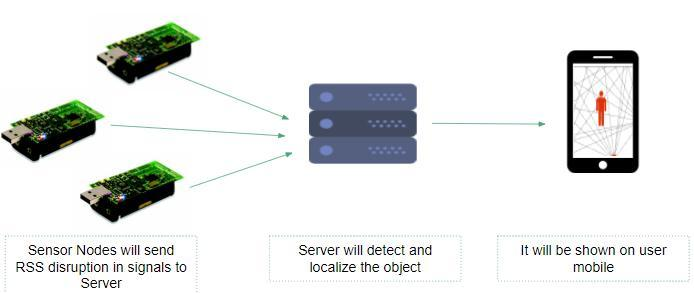 Sensor Nodes will send
RSS disruption in signals to
Server
Server will detect and
localize the object
It will be shown on user
mobile